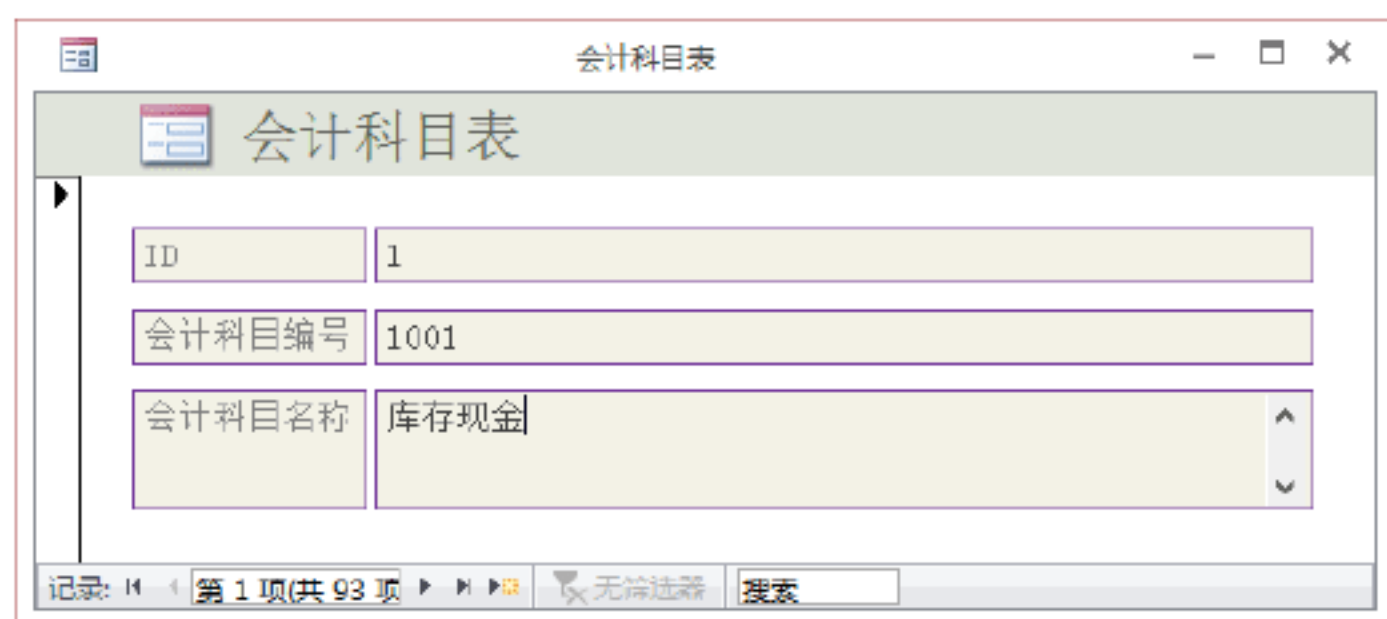 会计科目表
会计科目表
ID 1
会计科目编号 1001
会计科目名称 库存现金
记录: 第 1 项(共 93 项 无筛选器 搜索